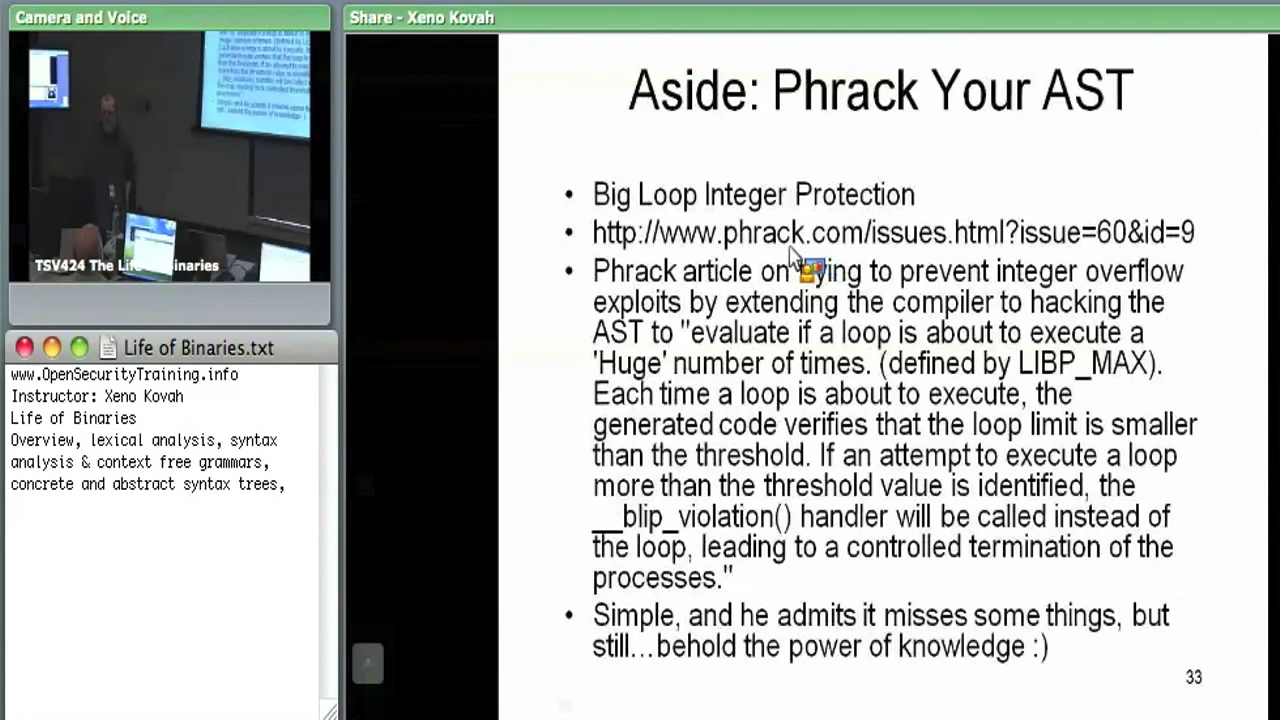 Camera and Voice
Share - Xeno Kovah
TSV424 The Life Binaries
Life of Binaries.txt
www.OpenSecurityTraining.info
Instructor: Xeno Kovah
Life of Binaries
Overview, lexical analysis, syntax
analysis & context free grammars,
concrete and abstract syntax trees,
Aside: Phrack Your AST
• Big Loop Integer Protection
• http://www.phrack.com/issues.html?issue=60&id=9
• Phrack article on to prevent integer overflow
exploits by extending the compiler to hacking the
AST to "evaluate if a loop is about to execute a
'Huge' number of times. (defined by LIBP_MAX).
Each time a loop is about to execute, the
generated code verifies that the loop limit is smaller
than the threshold. If an attempt to execute a loop
more than the threshold value is identified, the
__blip_violation() handler will be called instead of
the loop, leading to a controlled termination of the
processes."
• Simple, and he admits it misses some things, but
still...behold the power of knowledge :)
33